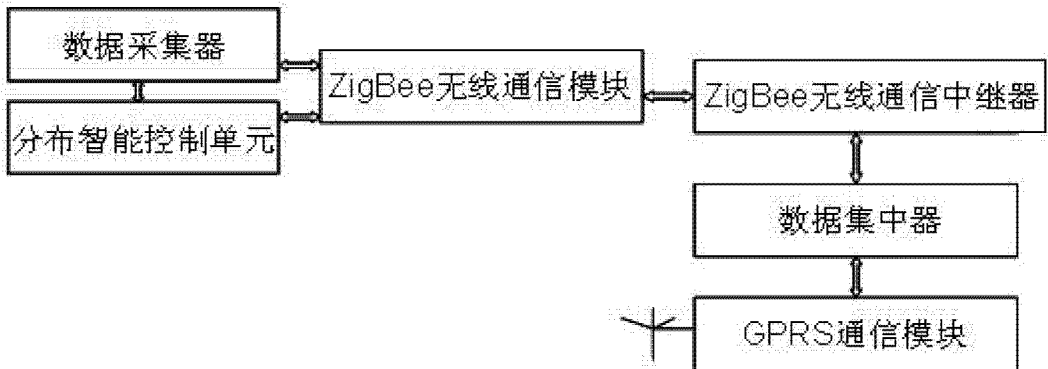 数据采集器
分布智能控制单元
ZigBee无线通信模块
ZigBee无线通信中继器
数据集中器
GPRS通信模块